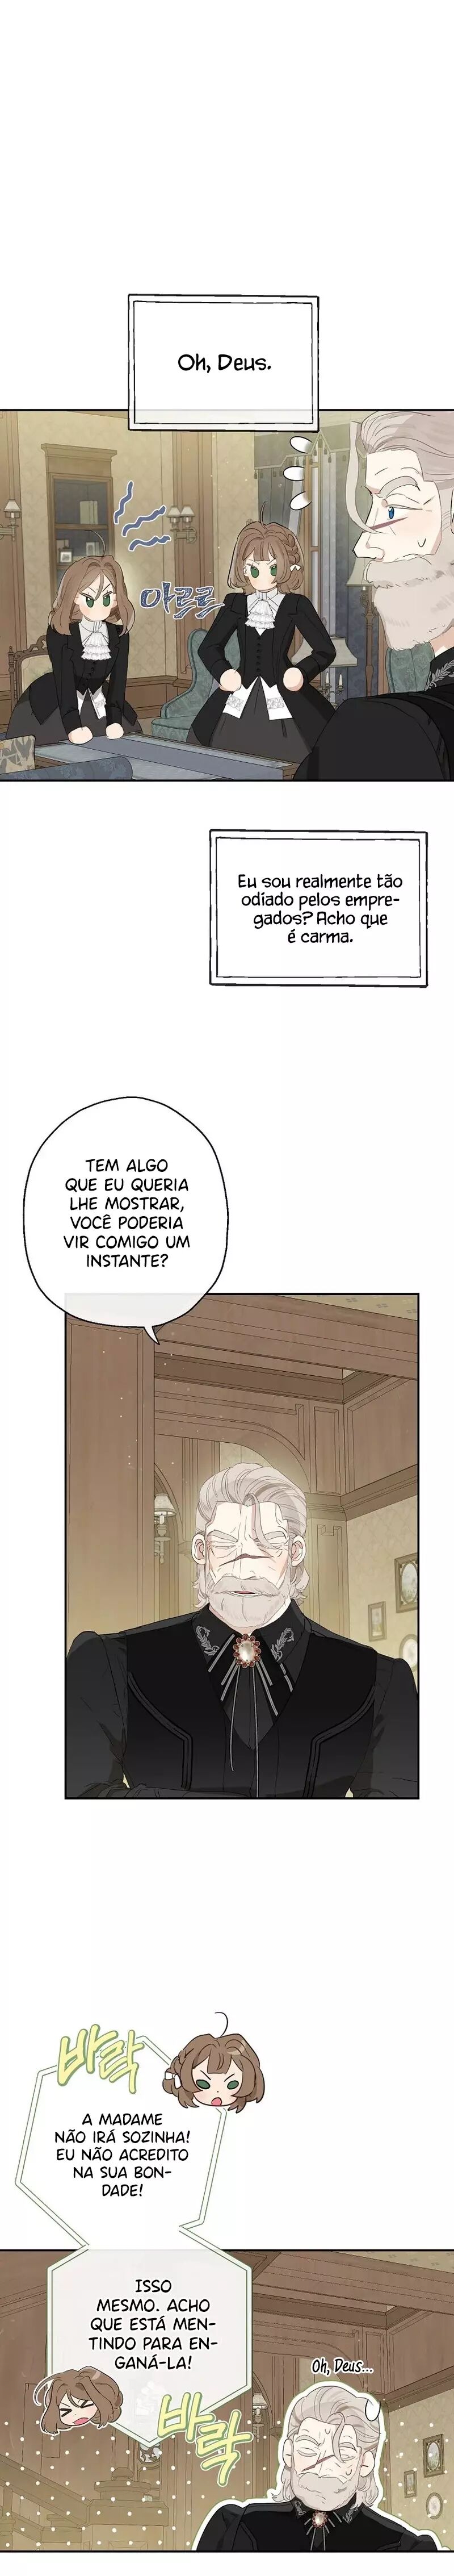 Oh, Deus.
아르르
Eu sou realmente tão
odiado pelos empre-
gados? Acho que
é carma.
TEM ALGO
QUE EU QUERIA
LHE MOSTRAR,
VOCÊ PODERIA
VIR COMIGO UM
INSTANTE?
바락
A MADAME
NÃO IRÁ SOZINHA!
EU NÃO ACREDITO
NA SUA BON-
DADE!
ISSO
MESMO. ACHO
QUE ESTÁ MEN-
TINDO PARA EN-
GANÁ-LA!
Oh, Deus...
바락